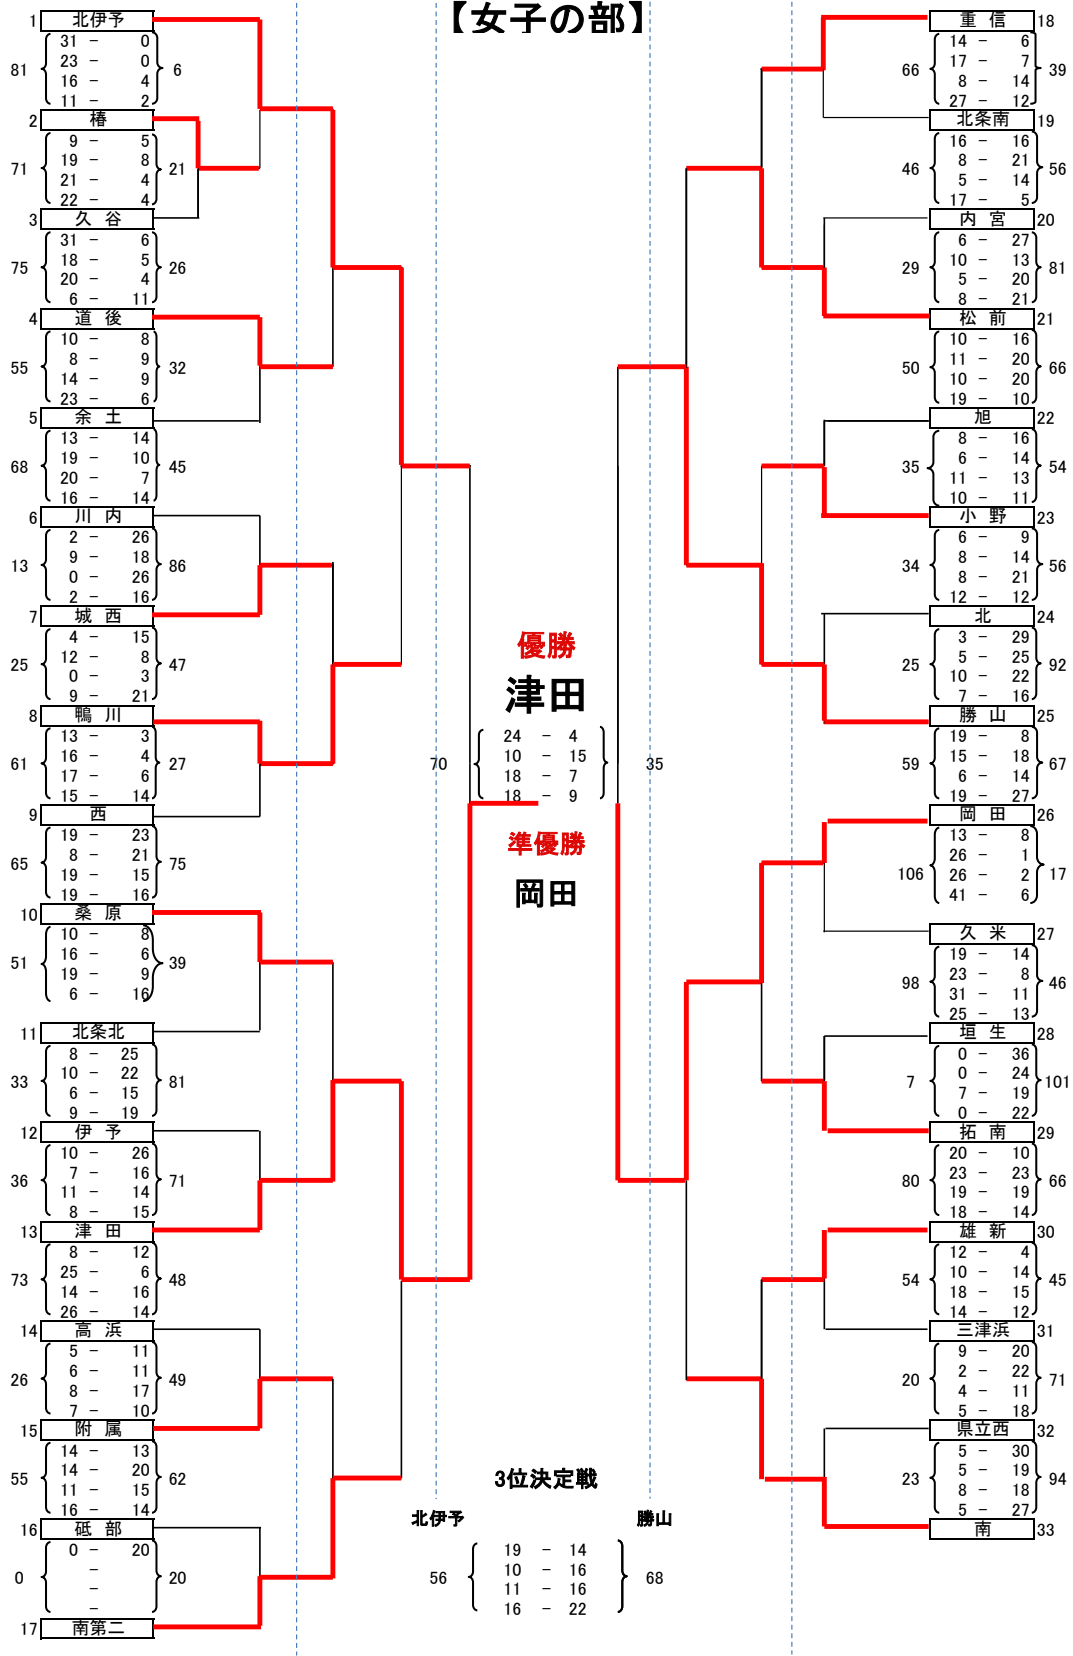 【女子の部】
1 北伊予
31 - 0
23 - 0
81 6
16 - 4
11 - 2
2 椿
9 - 5
19 - 8
71 21
21 - 4
22 - 4
3 久谷
31 - 6
18 - 5
75 26
20 - 4
6 - 11
4 道後
10 - 8
8 - 9
55 32
14 - 9
23 - 6
5 余土
13 - 14
19 - 10
68 45
20 - 7
16 - 14
6 川内
2 - 26
9 - 18
13 86
0 - 26
2 - 16
7 城西
4 - 15
12 - 8
25 47
0 - 3
9 - 21
8 鴨川
13 - 3
16 - 4
61 27
17 - 6
15 - 14
9 西
19 - 23
8 - 21
65 75
19 - 15
19 - 16
10 桑原
10 - 8
16 - 6
51 39
19 - 9
6 - 16
11 北条北
8 - 25
10 - 22
33 81
6 - 15
9 - 19
12 伊予
10 - 26
7 - 16
36 71
11 - 14
8 - 15
13 津田
8 - 12
25 - 6
73 48
14 - 16
26 - 14
14 高浜
5 - 11
6 - 11
26 49
8 - 17
7 - 10
15 附属
14 - 13
14 - 20
55 62
11 - 15
16 - 14
16 砥部
0 - 20
-
0 20
-
-
17 南第二
優勝
津田
24 - 4
10 - 15
70 35
18 - 7
18 - 9
準優勝
岡田
3位決定戦
北伊予 勝山
19 - 14
10 - 16
56 68
11 - 16
16 - 22
重信 18
14 - 6
17 - 7
66 39
8 - 14
27 - 12
北条南 19
16 - 16
8 - 21
46 56
5 - 14
17 - 5
内宮 20
6 - 27
10 - 13
29 81
5 - 20
8 - 21
松前 21
10 - 16
11 - 20
50 66
10 - 20
19 - 10
旭 22
8 - 16
6 - 14
35 54
11 - 13
10 - 11
小野 23
6 - 9
8 - 14
34 56
8 - 21
12 - 12
北 24
3 - 29
5 - 25
25 92
10 - 22
7 - 16
勝山 25
19 - 8
15 - 18
59 67
6 - 14
19 - 27
岡田 26
13 - 8
26 - 1
106 17
26 - 2
41 - 6
久米 27
19 - 14
23 - 8
98 46
31 - 11
25 - 13
垣生 28
0 - 36
0 - 24
7 101
7 - 19
0 - 22
拓南 29
20 - 10
23 - 23
80 66
19 - 19
18 - 14
雄新 30
12 - 4
10 - 14
54 45
18 - 15
14 - 12
三津浜 31
9 - 20
2 - 22
20 71
4 - 11
5 - 18
県立西 32
5 - 30
5 - 19
23 94
8 - 18
5 - 27
南 33